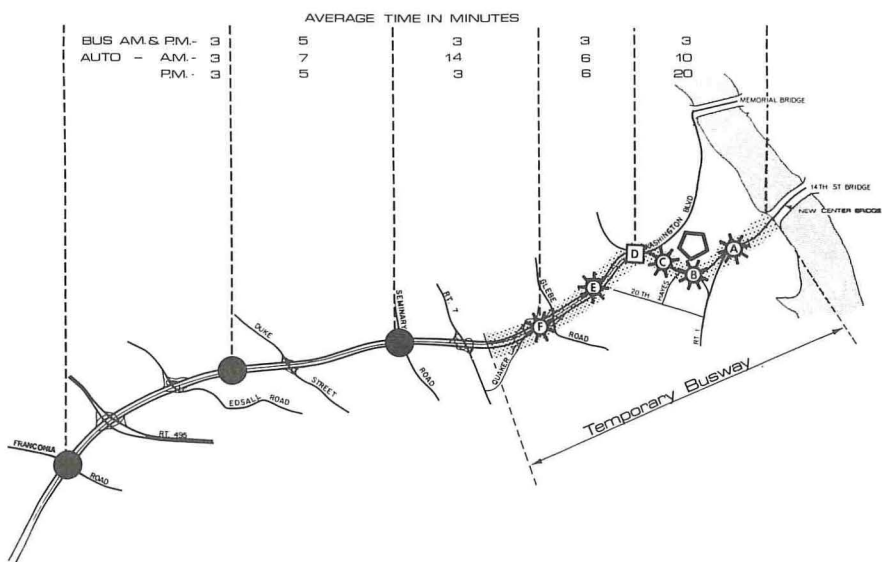 AVERAGE TIME IN MINUTES
BUS A.M. & P.M. - 3 5 3 3 3
AUTO - A.M. - 3 7 14 6 10
P.M. - 3 5 3 6 20
MEMORIAL BRIDGE
14TH ST BRIDGE
NEW CENTER BRIDGE
WASHINGTON BLVD
D
C
B
A
E
F
20 TH
HAYES
RT 1
GLEBE
ROAD
QUAKER LA
RT. 7
SEMINARY
ROAD
DUKE
STREET
EDSALL ROAD
RT. 495
FRANCONIA
ROAD
Temporary Busway